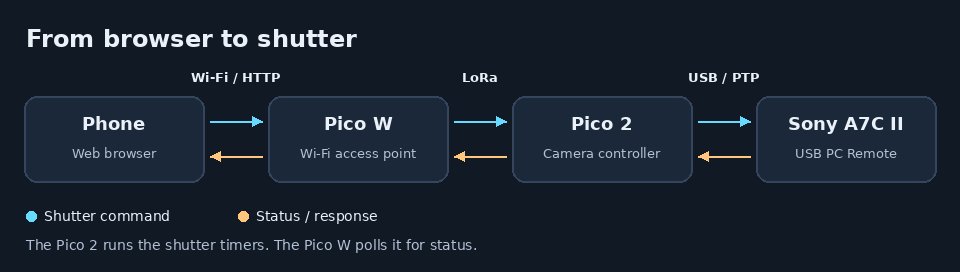 From browser to shutter
Wi-Fi / HTTP
LoRa
USB / PTP
Phone
Web browser
Pico W
Wi-Fi access point
Pico 2
Camera controller
Sony A7C II
USB PC Remote
Shutter command
Status / response
The Pico 2 runs the shutter timers. The Pico W polls it for status.